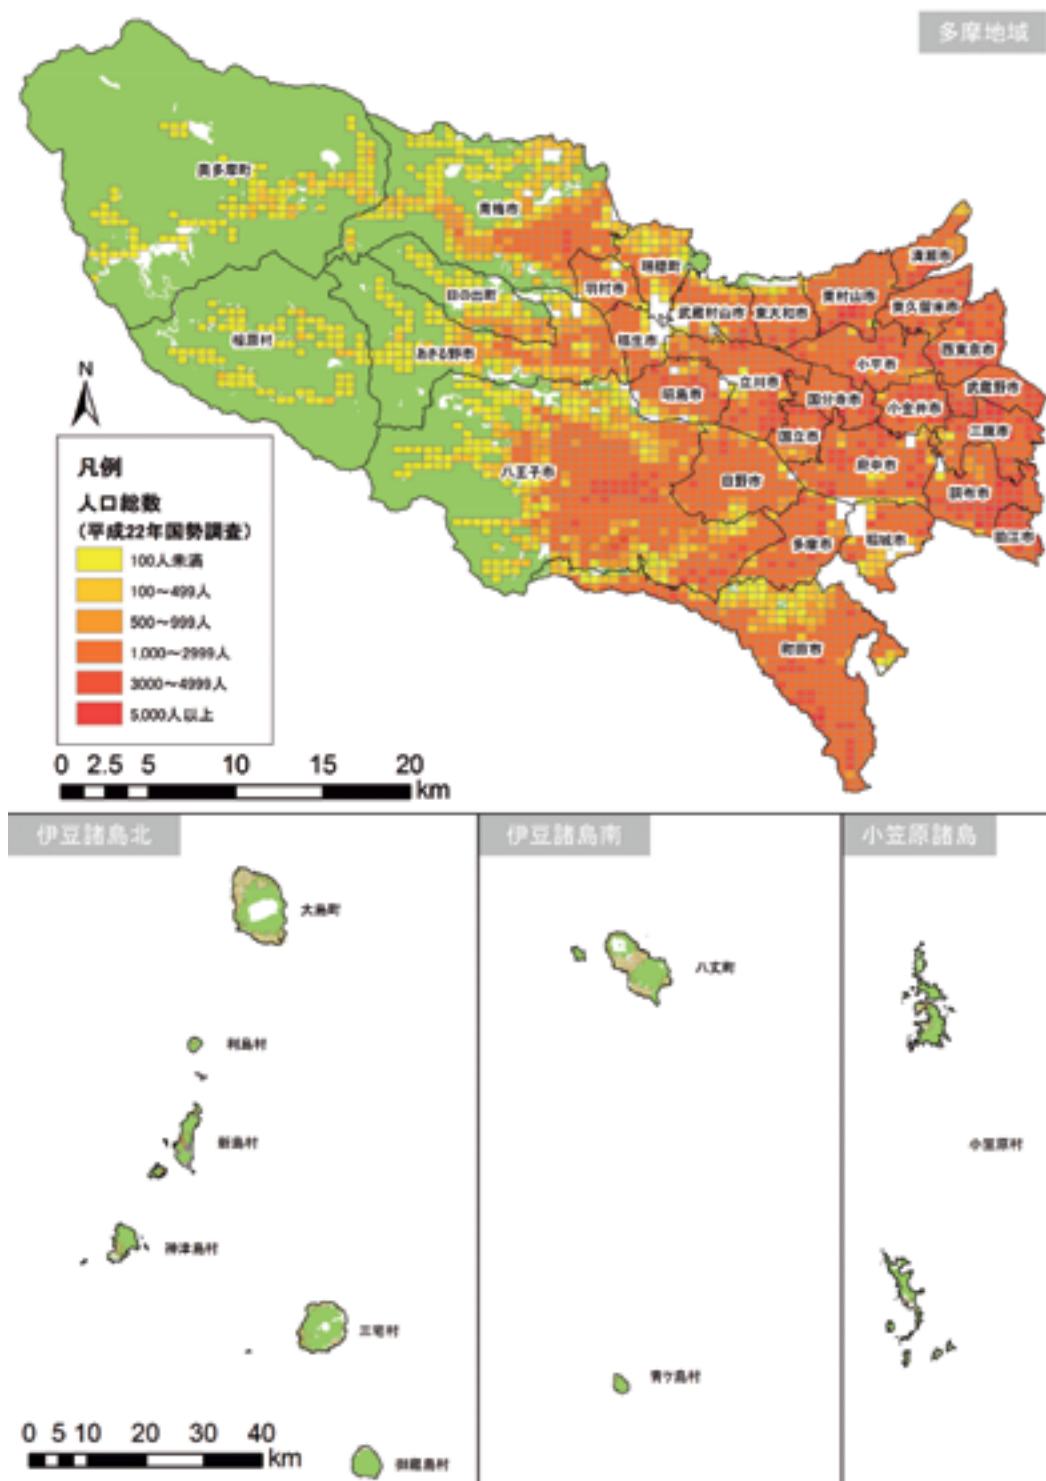 多摩地域
奥多摩町
青梅市
瑞穂町
清瀬市
日の出町
羽村市
武蔵村山市
東大和市
東村山市
東久留米市
檜原村
あきる野市
福生市
西東京市
小平市
昭島市
立川市
国分寺市
小金井市
武蔵野市
三鷹市
国立市
八王子市
日野市
府中市
調布市
多摩市
稲城市
狛江市
町田市
N
凡例
人口総数
(平成22年国勢調査)
100人未満
100～499人
500～999人
1,000～2999人
3000～4999人
5,000人以上
0 2.5 5 10 15 20
km
伊豆諸島北
大島町
利島村
新島村
神津島村
三宅村
御蔵島村
0 5 10 20 30 40
km
伊豆諸島南
八丈町
青ケ島村
小笠原諸島
小笠原村